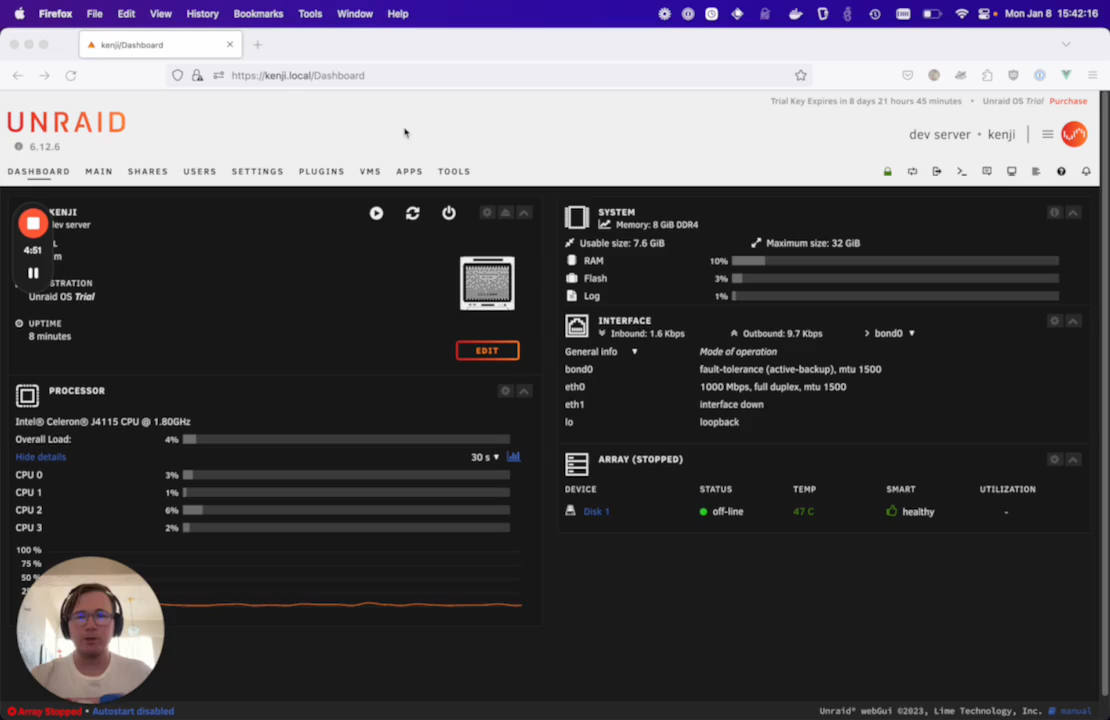 Firefox File Edit View History Bookmarks Tools Window Help Mon Jan 8 15:42:16
kenji/Dashboard
https://kenji.local/Dashboard
Trial Key Expires in 8 days 21 hours 45 minutes • Unraid OS Trial Purchase
UNRAID
6.12.6
dev server • kenji
DASHBOARD MAIN SHARES USERS SETTINGS PLUGINS VMS APPS TOOLS
KENJI
dev server
4:51
Unraid OS Trial
UPTIME
8 minutes
EDIT
PROCESSOR
Intel® Celeron® J4115 CPU @ 1.80GHz
Overall Load: 4%
Hide details 30 s
CPU 0 3%
CPU 1 1%
CPU 2 6%
CPU 3 2%
100 %
75 %
50 %
SYSTEM
Memory: 8 GiB DDR4
Usable size: 7.6 GiB Maximum size: 32 GiB
RAM 10%
Flash 3%
Log 1%
INTERFACE
Inbound: 1.6 Kbps Outbound: 9.7 Kbps bond0
General info Mode of operation
bond0 fault-tolerance (active-backup), mtu 1500
eth0 1000 Mbps, full duplex, mtu 1500
eth1 interface down
lo loopback
ARRAY (STOPPED)
DEVICE STATUS TEMP SMART UTILIZATION
Disk 1 off-line 47 C healthy -
Array Stopped • Autostart disabled
Unraid® webGui ©2023, Lime Technology, Inc. manual